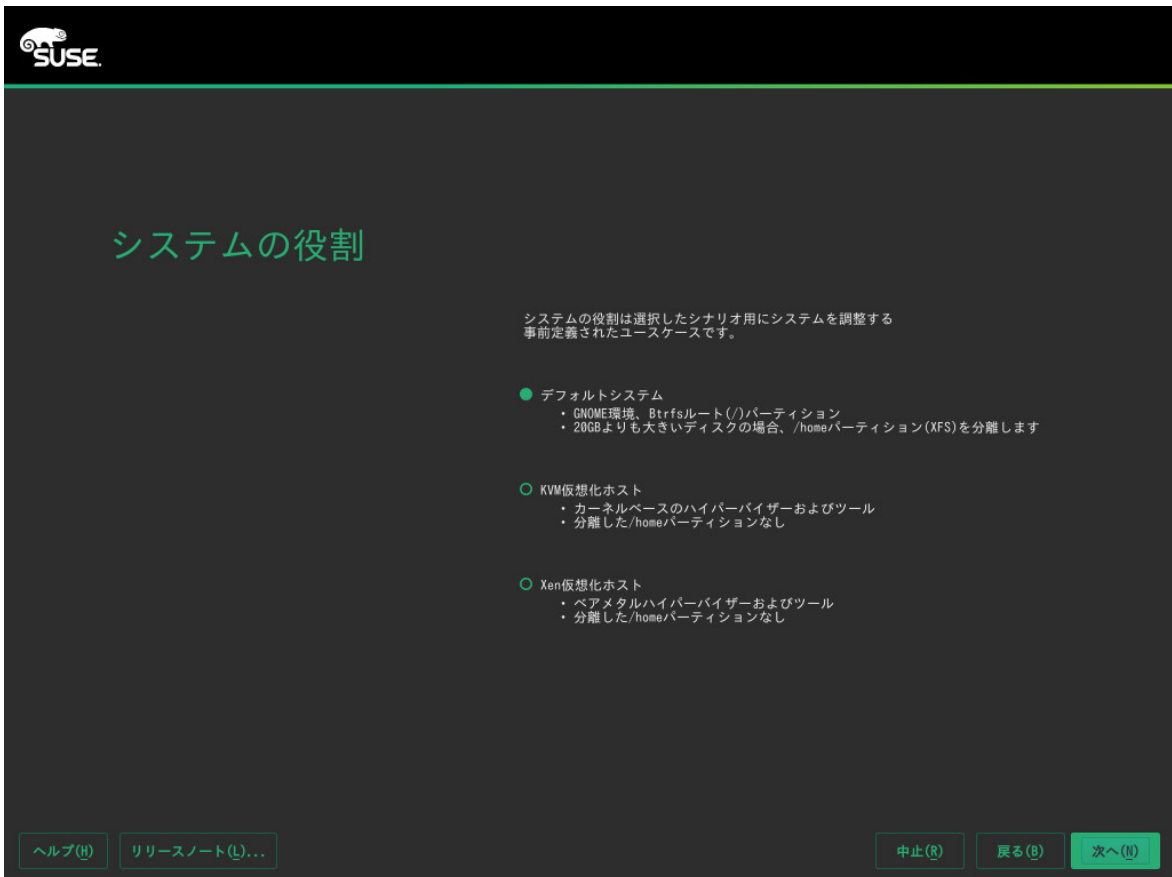 SUSE.
システムの役割
システムの役割は選択したシナリオ用にシステムを調整する
事前定義されたユースケースです。
デフォルトシステム
・ GNOME環境、Btrfsルート(/)パーティション
・ 20GBよりも大きいディスクの場合、/homeパーティション(XFS)を分離します
KVM仮想化ホスト
・ カーネルベースのハイパーバイザーおよびツール
・ 分離した/homeパーティションなし
Xen仮想化ホスト
・ ベアメタルハイパーバイザーおよびツール
・ 分離した/homeパーティションなし
ヘルプ(H) リリースノート(L)... 中止(R) 戻る(B) 次へ(N)